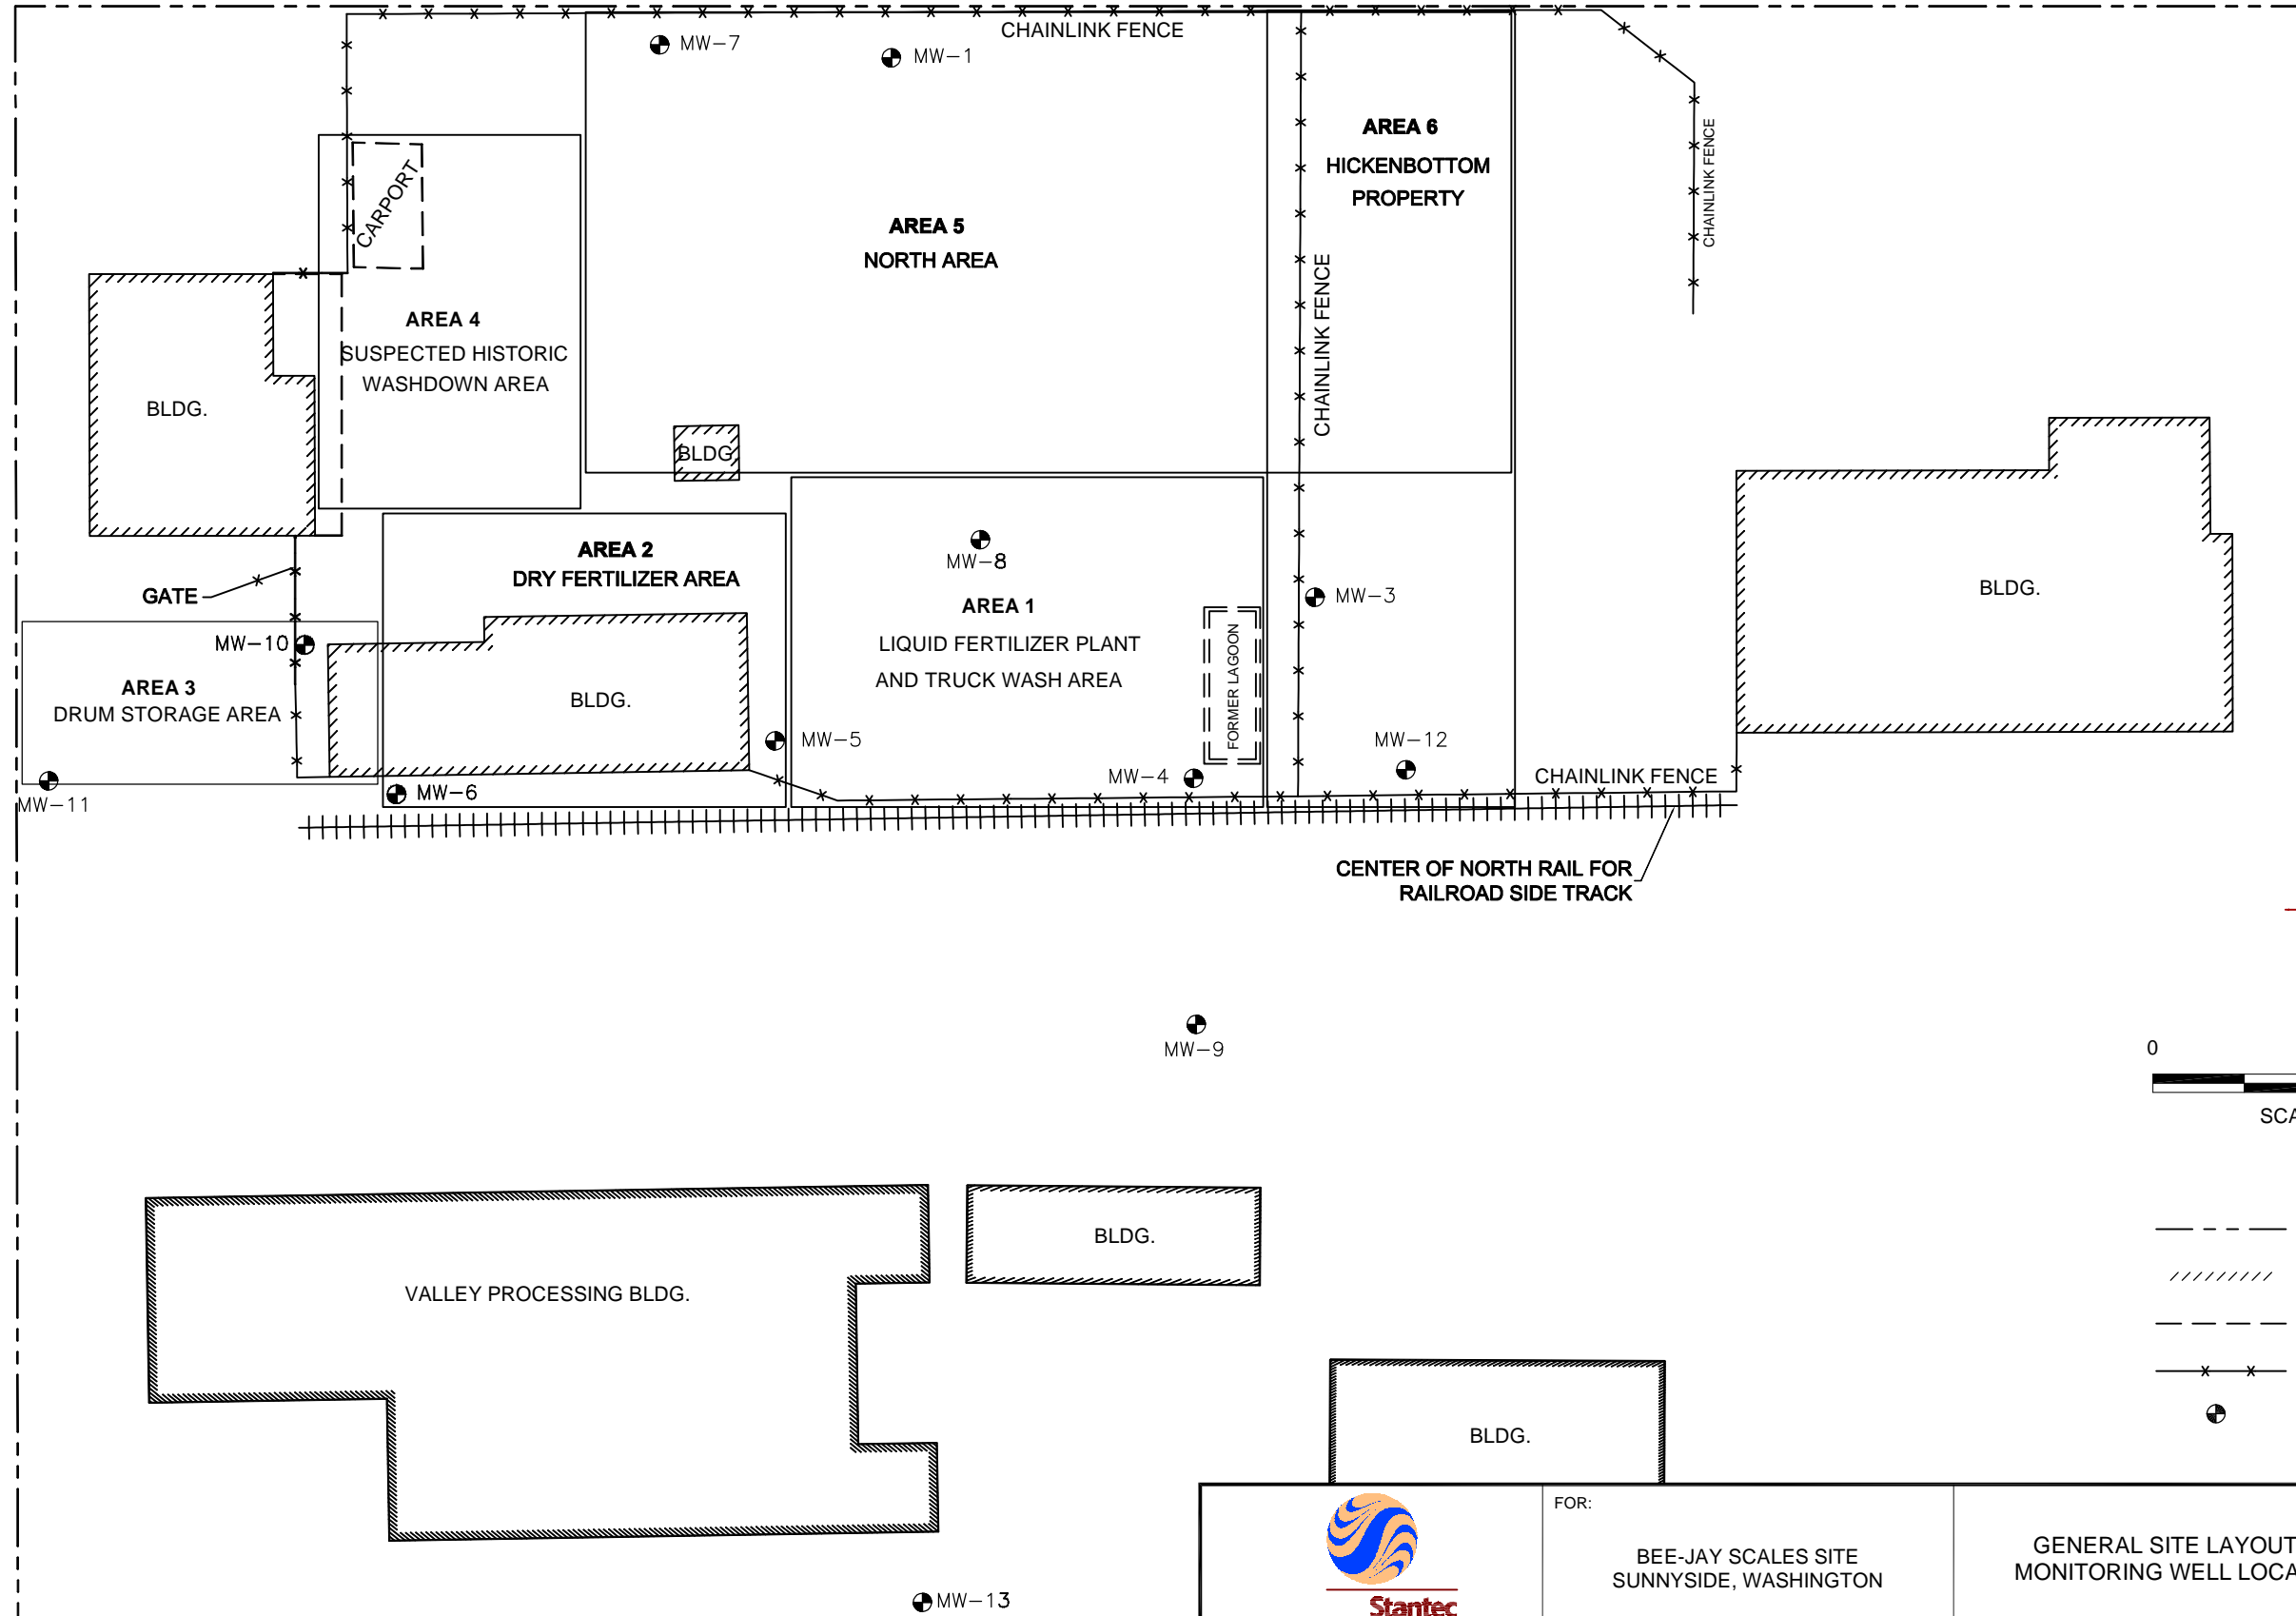 CHAINLINK FENCE
MW-7
MW-1
AREA 6
HICKENBOTTOM
PROPERTY
CHAINLINK FENCE
CARPORT
AREA 5
NORTH AREA
CHAINLINK FENCE
AREA 4
SUSPECTED HISTORIC
WASHDOWN AREA
BLDG.
BLDG.
AREA 2
DRY FERTILIZER AREA
MW-8
AREA 1
LIQUID FERTILIZER PLANT
AND TRUCK WASH AREA
FORMER LAGOON
MW-3
BLDG.
GATE
MW-10
AREA 3
DRUM STORAGE AREA
BLDG.
MW-5
MW-12
MW-4
CHAINLINK FENCE
MW-11
MW-6
CENTER OF NORTH RAIL FOR
RAILROAD SIDE TRACK
MW-9
0
SCA
BLDG.
VALLEY PROCESSING BLDG.
BLDG.
MW-13
Stantec
FOR:
BEE-JAY SCALES SITE
SUNNYSIDE, WASHINGTON
GENERAL SITE LAYOUT
MONITORING WELL LOCA